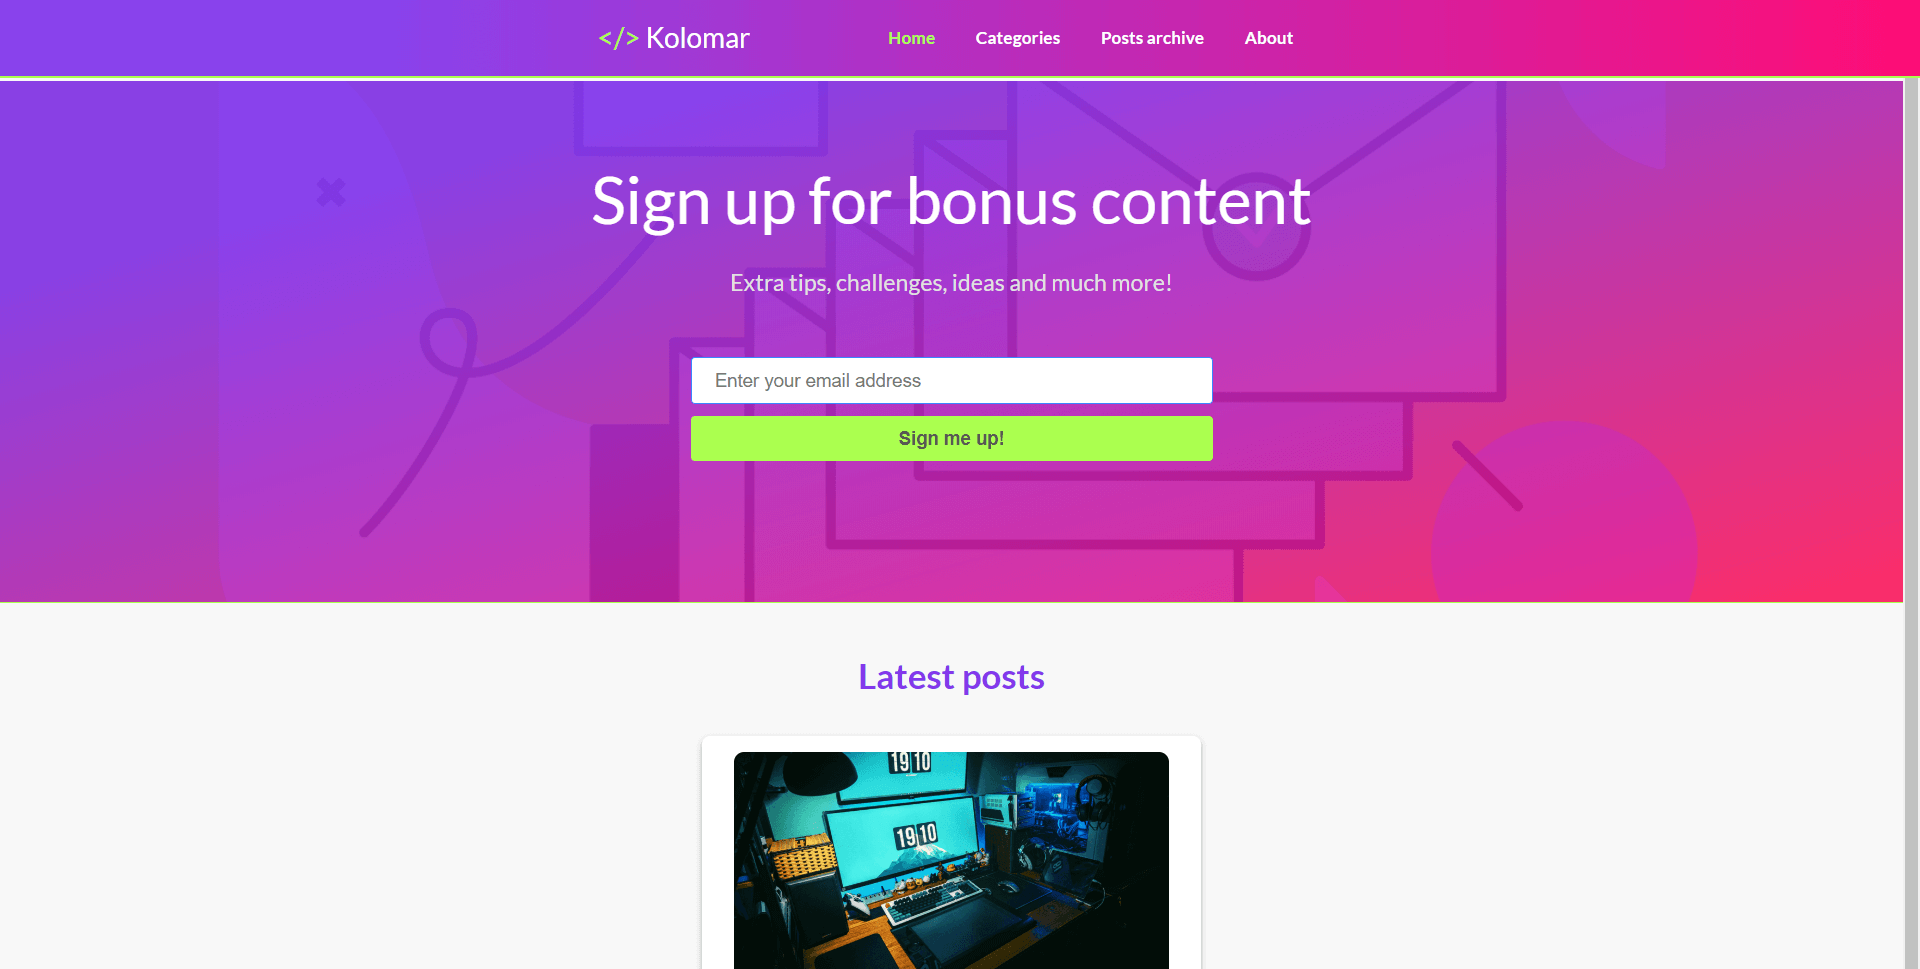 </> Kolomar
Home Categories Posts archive About
Sign up for bonus content
Extra tips, challenges, ideas and much more!
Enter your email address
Sign me up!
Latest posts
19 10
19 10